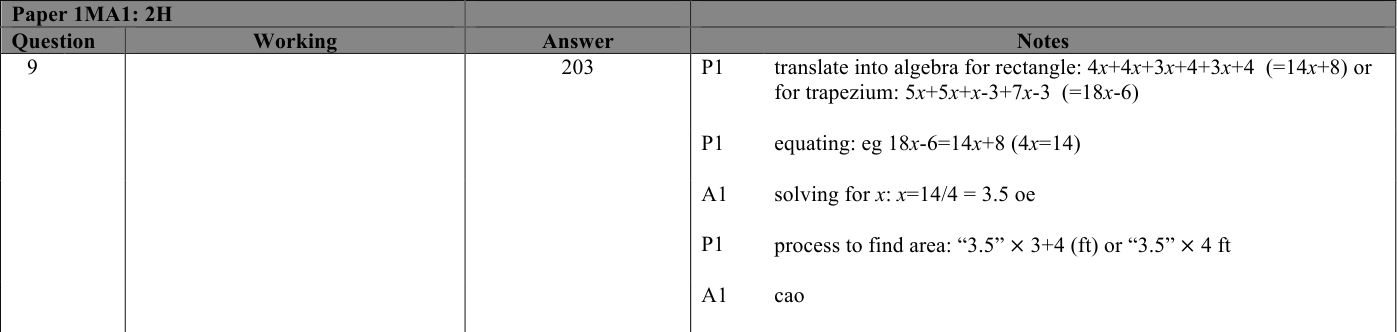 Paper 1MA1: 2H
Question Working Answer Notes
9 203 P1 translate into algebra for rectangle: 4x+4x+3x+4+3x+4 (=14x+8) or
for trapezium: 5x+5x+x-3+7x-3 (=18x-6)
P1 equating: eg 18x-6=14x+8 (4x=14)
A1 solving for x: x=14/4 = 3.5 oe
P1 process to find area: “3.5” × 3+4 (ft) or “3.5” × 4 ft
A1 cao